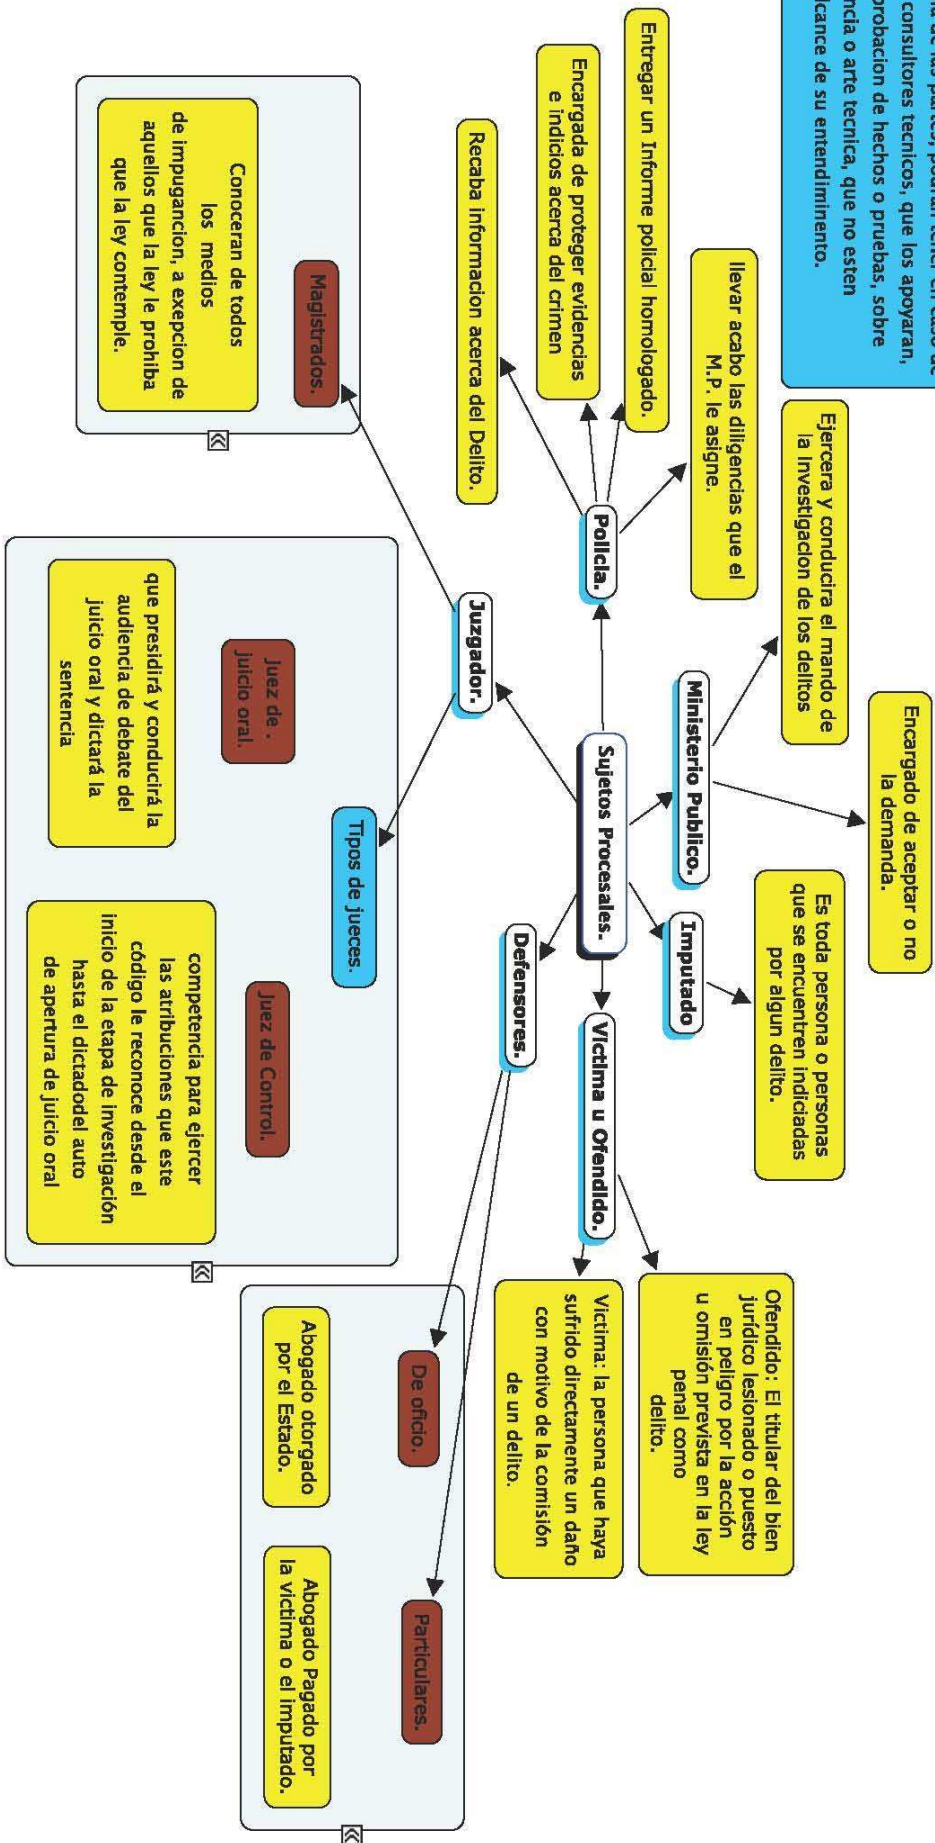 consultores tecnicos, que los apoyaran,
de hechos o pruebas, sobre
o arte tecnica, que no esten
de su entendiminento.
Encargado de aceptar o no
la demanda.
Ejercera y conducira el mando de
la investigacion de los delitos
Es toda persona o personas
que se encuentren indiciadas
por algun delito.
llevar acabo las diligencias que el
M.P. le asigne.
Entregar un Informe policial homologado.
Encargada de proteger evidencias
e indicios acerca del crimen
Recaba informacion acerca del Delito.
Ministerio Publico.
Imputado
Policia.
Sujetos Procesales.
Victima u Ofendido.
Ofendido: El titular del bien
jurídico lesionado o puesto
en peligro por la acción
u omisión prevista en la ley
penal como
delito.
Victima: la persona que haya
sufrido directamente un daño
con motivo de la comisión
de un delito.
Juzgador.
Defensores.
Magistrados.
Conoceran de todos
los medios
de impugancion, a exepcion de
aquellos que la ley le prohiba
que la ley contemple.
Tipos de jueces.
Juez de .
juicio oral.
que presidirá y conducirá la
audiencia de debate del
juicio oral y dictará la
sentencia
Juez de Control.
competencia para ejercer
las atribuciones que este
código le reconoce desde el
inicio de la etapa de investigación
hasta el dictadodel auto
de apertura de juicio oral
De oficio.
Abogado otorgado
por el Estado.
Particulares.
Abogado Pagado por
la victima o el imputado.